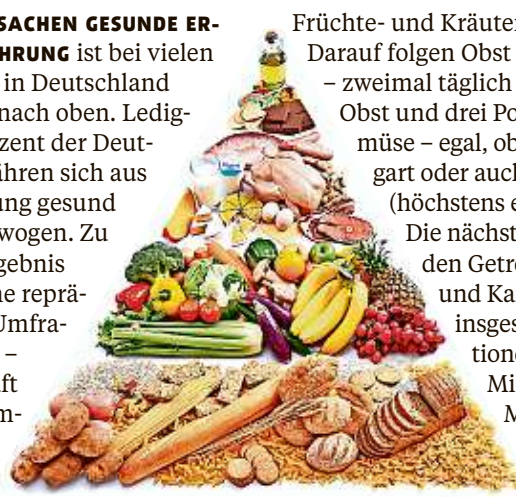 SACHEN GESUNDE ER-
HRUNG ist bei vielen
in Deutschland
nach oben. Ledig-
zent der Deut-
ähren sich aus
ung gesund
wogen. Zu
gebnis
ne reprä-
Umfra-
–
ft
m-
Früchte- und Kräuter
Darauf folgen Obst
– zweimal täglich
Obst und drei Po
müse – egal, ob
gart oder auch
(höchstens e
Die nächst
den Getre
und Ka
insges
tione
Mi
M